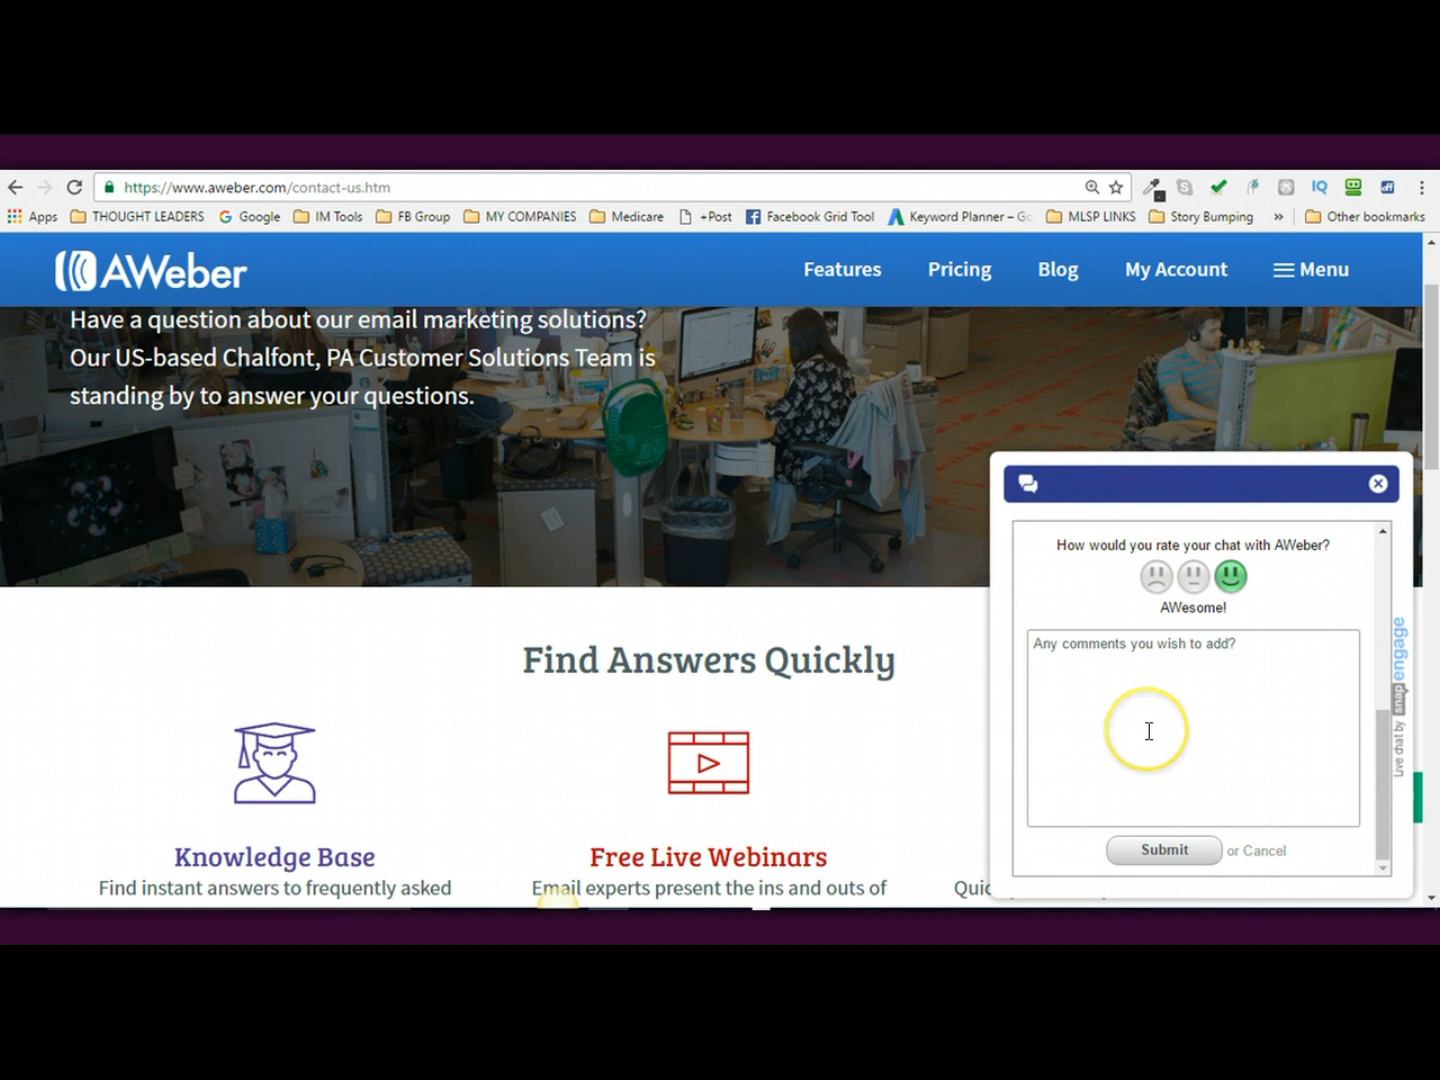 https://www.aweber.com/contact-us.htm
IQ
off
Apps THOUGHT LEADERS Google IM Tools FB Group MY COMPANIES Medicare +Post Facebook Grid Tool Keyword Planner – Go MLSP LINKS Story Bumping » Other bookmarks
AWeber Features Pricing Blog My Account Menu
Have a question about our email marketing solutions?
Our US-based Chalfont, PA Customer Solutions Team is
standing by to answer your questions.
How would you rate your chat with AWeber?
AWesome!
Any comments you wish to add?
Submit or Cancel
Live chat by snapengage
Find Answers Quickly
Knowledge Base
Find instant answers to frequently asked
Free Live Webinars
Email experts present the ins and outs of
Quic